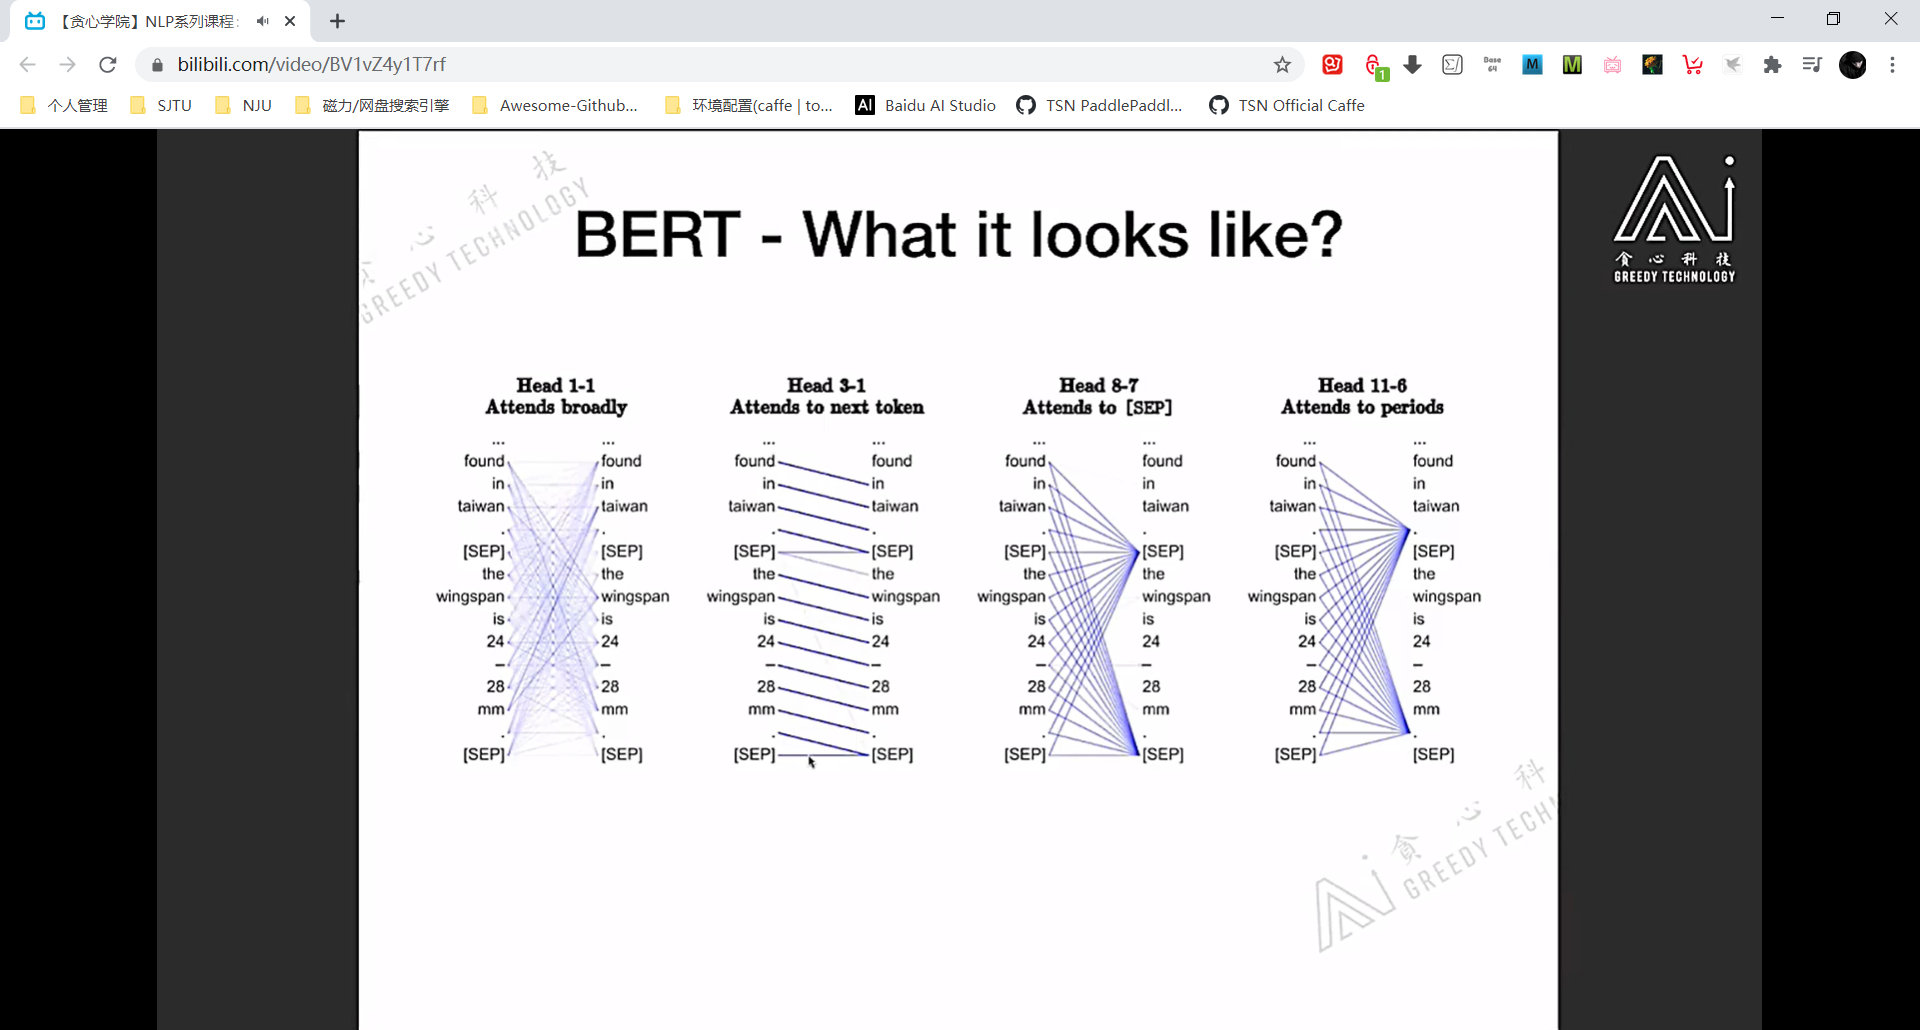 【贪心学院】NLP系列课程:
bilibili.com/video/BV1vZ4y1T7rf
1
Base
64
M
M
个人管理
SJTU
NJU
磁力/网盘搜索引擎
Awesome-Github...
环境配置(caffe | to...
AI
Baidu AI Studio
TSN PaddlePaddl...
TSN Official Caffe
贪 心 科 技
GREEDY TECHNOLOGY
BERT - What it looks like?
贪 心 科 技
GREEDY TECHNOLOGY
Head 1-1
Attends broadly
... ...
found found
in in
taiwan taiwan
. .
[SEP] [SEP]
the the
wingspan wingspan
is is
24 24
– –
28 28
mm mm
. .
[SEP] [SEP]
Head 3-1
Attends to next token
... ...
found found
in in
taiwan taiwan
. .
[SEP] [SEP]
the the
wingspan wingspan
is is
24 24
– –
28 28
mm mm
. .
[SEP] [SEP]
Head 8-7
Attends to [SEP]
... ...
found found
in in
taiwan taiwan
. .
[SEP] [SEP]
the the
wingspan wingspan
is is
24 24
– –
28 28
mm mm
. .
[SEP] [SEP]
Head 11-6
Attends to periods
... ...
found found
in in
taiwan taiwan
. .
[SEP] [SEP]
the the
wingspan wingspan
is is
24 24
– –
28 28
mm mm
. .
[SEP] [SEP]
贪 心 科
GREEDY TECH